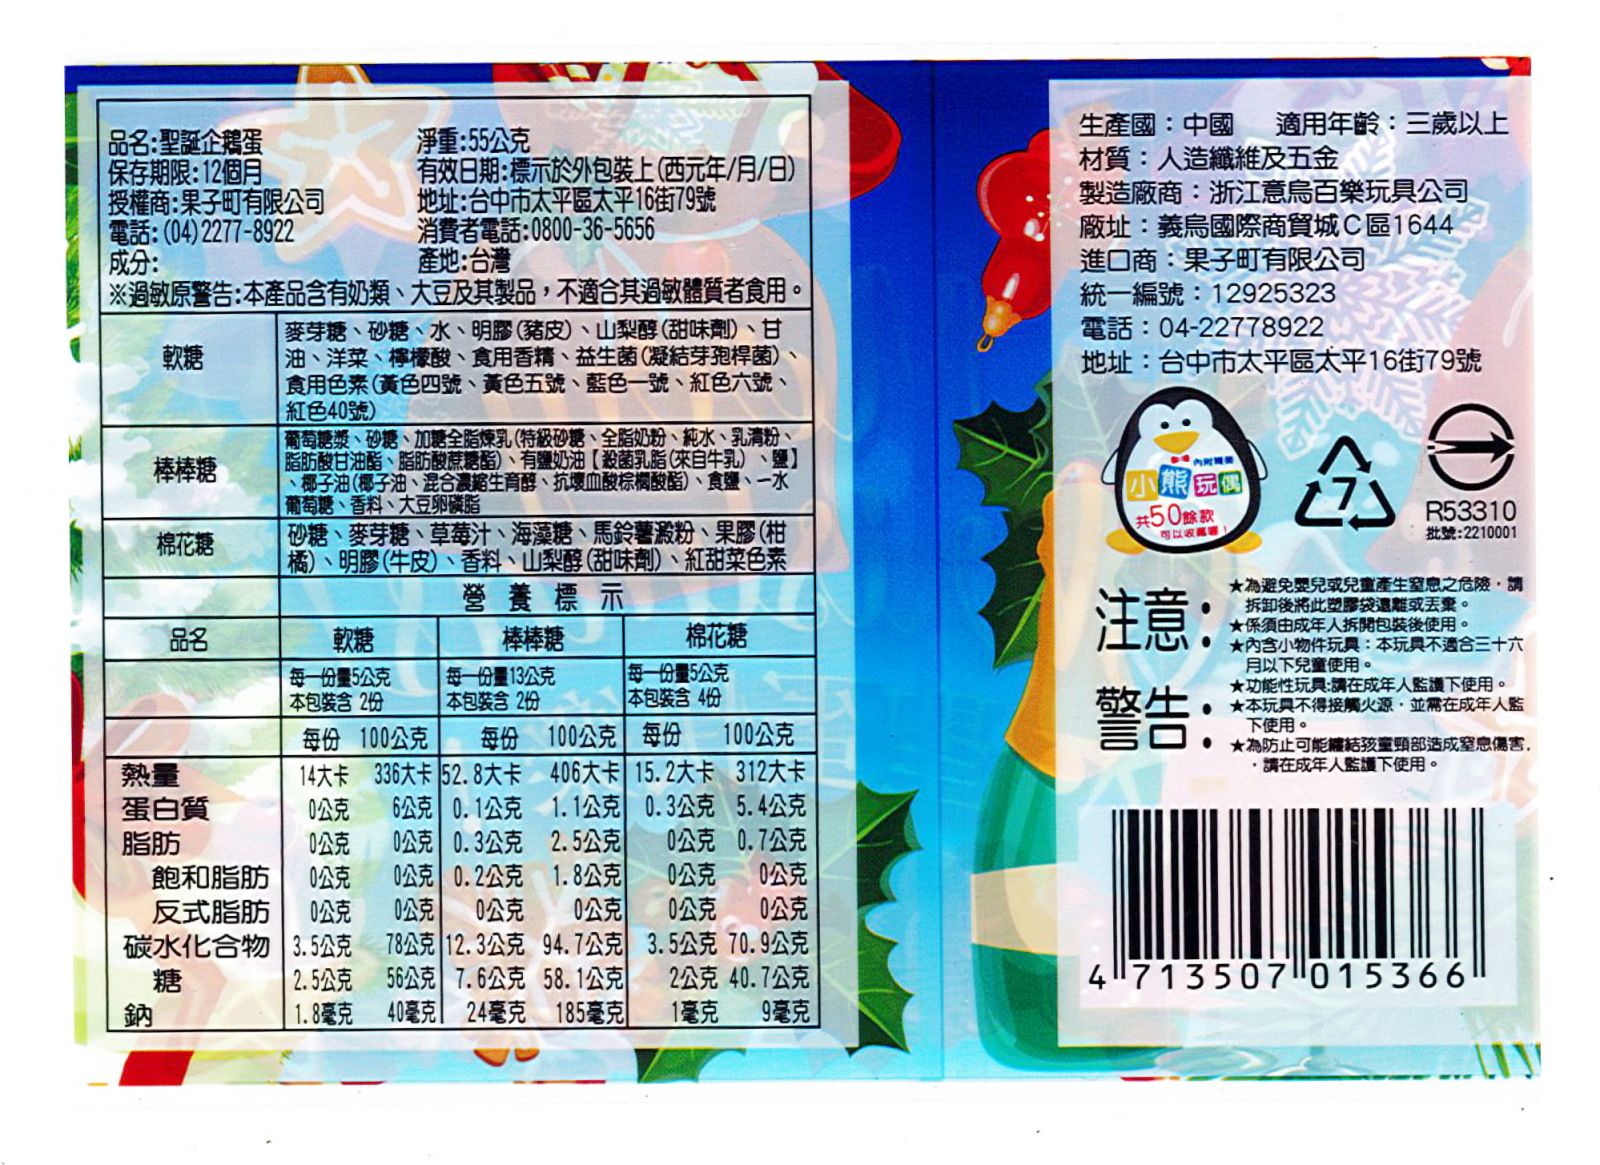 品名:聖誕企鵝蛋 淨重:55公克
保存期限:12個月 有效日期:標示於外包裝上(西元年/月/日)
授權商:果子町有限公司 地址:台中市太平區太平16街79號
電話:(04)2277-8922 消費者電話:0800-36-5656
成分: 產地:台灣
※過敏原警告:本產品含有奶類、大豆及其製品，不適合其過敏體質者食用。
軟糖
麥芽糖、砂糖、水、明膠(豬皮)、山梨醇(甜味劑)、甘
油、洋菜、檸檬酸、食用香精、益生菌(凝結芽孢桿菌)、
食用色素(黃色四號、黃色五號、藍色一號、紅色六號、
紅色40號)
棒棒糖
葡萄糖漿、砂糖、加糖全脂煉乳(特級砂糖、全脂奶粉、純水、乳清粉、
脂肪酸甘油酯、脂肪酸蔗糖酯)、有鹽奶油【殺菌乳脂(來自牛乳)、鹽】
、椰子油(椰子油、混合濃縮生育醇、抗壞血酸棕櫚酸酯)、食鹽、一水
葡萄糖、香料、大豆卵磷脂
棉花糖
砂糖、麥芽糖、草莓汁、海藻糖、馬鈴薯澱粉、果膠(柑
橘)、明膠(牛皮)、香料、山梨醇(甜味劑)、紅甜菜色素
營養標示
品名 軟糖 棒棒糖 棉花糖
每一份量5公克 每一份量13公克 每一份量5公克
本包裝含 2份 本包裝含 2份 本包裝含 4份
每份 100公克 每份 100公克 每份 100公克
熱量 14大卡 336大卡 52.8大卡 406大卡 15.2大卡 312大卡
蛋白質 0公克 6公克 0.1公克 1.1公克 0.3公克 5.4公克
脂肪 0公克 0公克 0.3公克 2.5公克 0公克 0.7公克
飽和脂肪 0公克 0公克 0.2公克 1.8公克 0公克 0公克
反式脂肪 0公克 0公克 0公克 0公克 0公克 0公克
碳水化合物 3.5公克 78公克 12.3公克 94.7公克 3.5公克 70.9公克
糖 2.5公克 56公克 7.6公克 58.1公克 2公克 40.7公克
鈉 1.8毫克 40毫克 24毫克 185毫克 1毫克 9毫克
生產國：中國 適用年齡：三歲以上
材質：人造纖維及五金
製造廠商：浙江意烏百樂玩具公司
廠址：義烏國際商貿城C區1644
進口商：果子町有限公司
統一編號：12925323
電話：04-22778922
地址：台中市太平區太平16街79號
內附精美
小熊玩偶
共50餘款
可以收藏喔！
7
R53310
批號:2210001
注意：
★為避免嬰兒或兒童產生窒息之危險，請
拆卸後將此塑膠袋遠離或丟棄。
★係須由成年人拆開包裝後使用。
★內含小物件玩具：本玩具不適合三十六
月以下兒童使用。
警告：
★功能性玩具:請在成年人監護下使用。
★本玩具不得接觸火源，並需在成年人監
下使用。
★為防止可能纏結孩童頸部造成窒息傷害，
，請在成年人監護下使用。
4 713507 015366